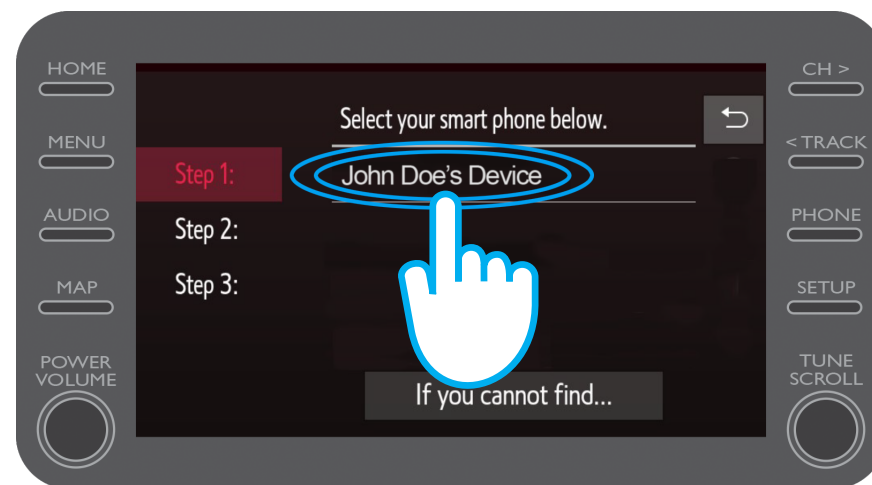 HOME
MENU
AUDIO
MAP
POWER
VOLUME
Select your smart phone below.
Step 1:
John Doe's Device
Step 2:
Step 3:
If you cannot find...
CH >
< TRACK
PHONE
SETUP
TUNE
SCROLL